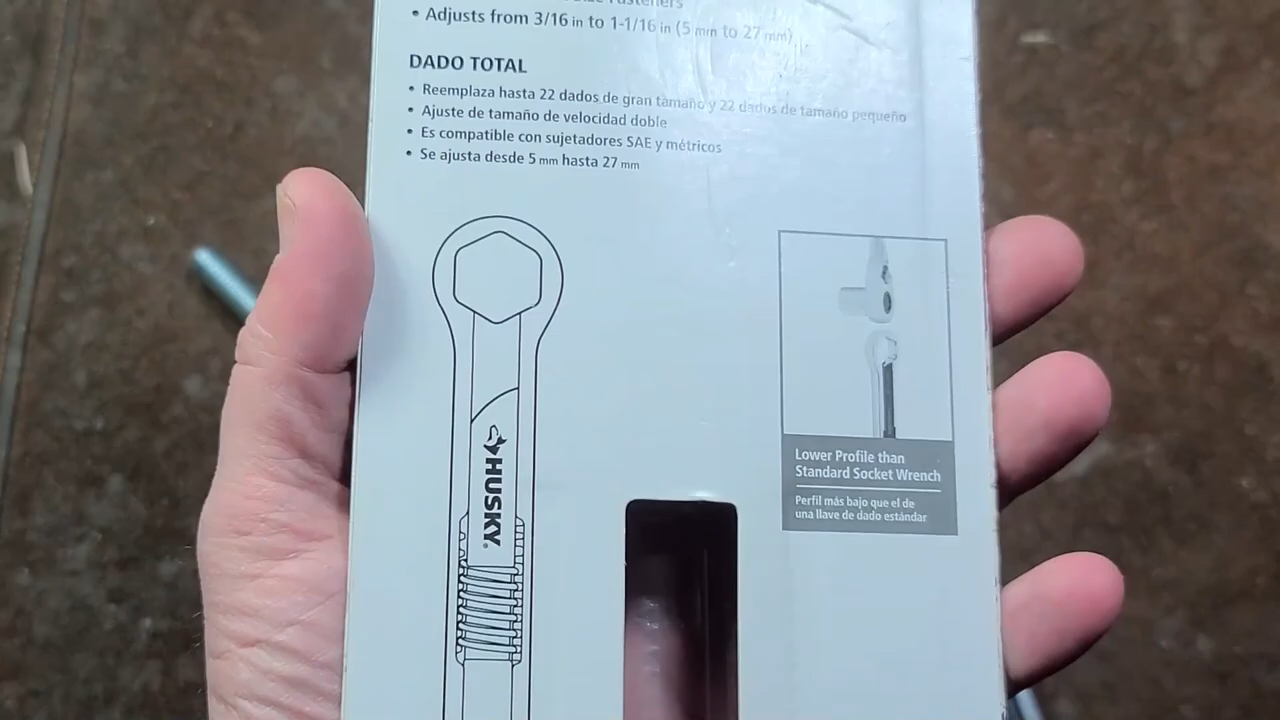 Fasteners
• Adjusts from 3/16 in to 1-1/16 in (5 mm to 27 mm)
DADO TOTAL
• Reemplaza hasta 22 dados de gran tamaño y 22 dados de tamaño pequeño
• Ajuste de tamaño de velocidad doble
• Es compatible con sujetadores SAE y métricos
• Se ajusta desde 5 mm hasta 27 mm
HUSKY®
Lower Profile than
Standard Socket Wrench
Perfil más bajo que el de
una llave de dado estándar